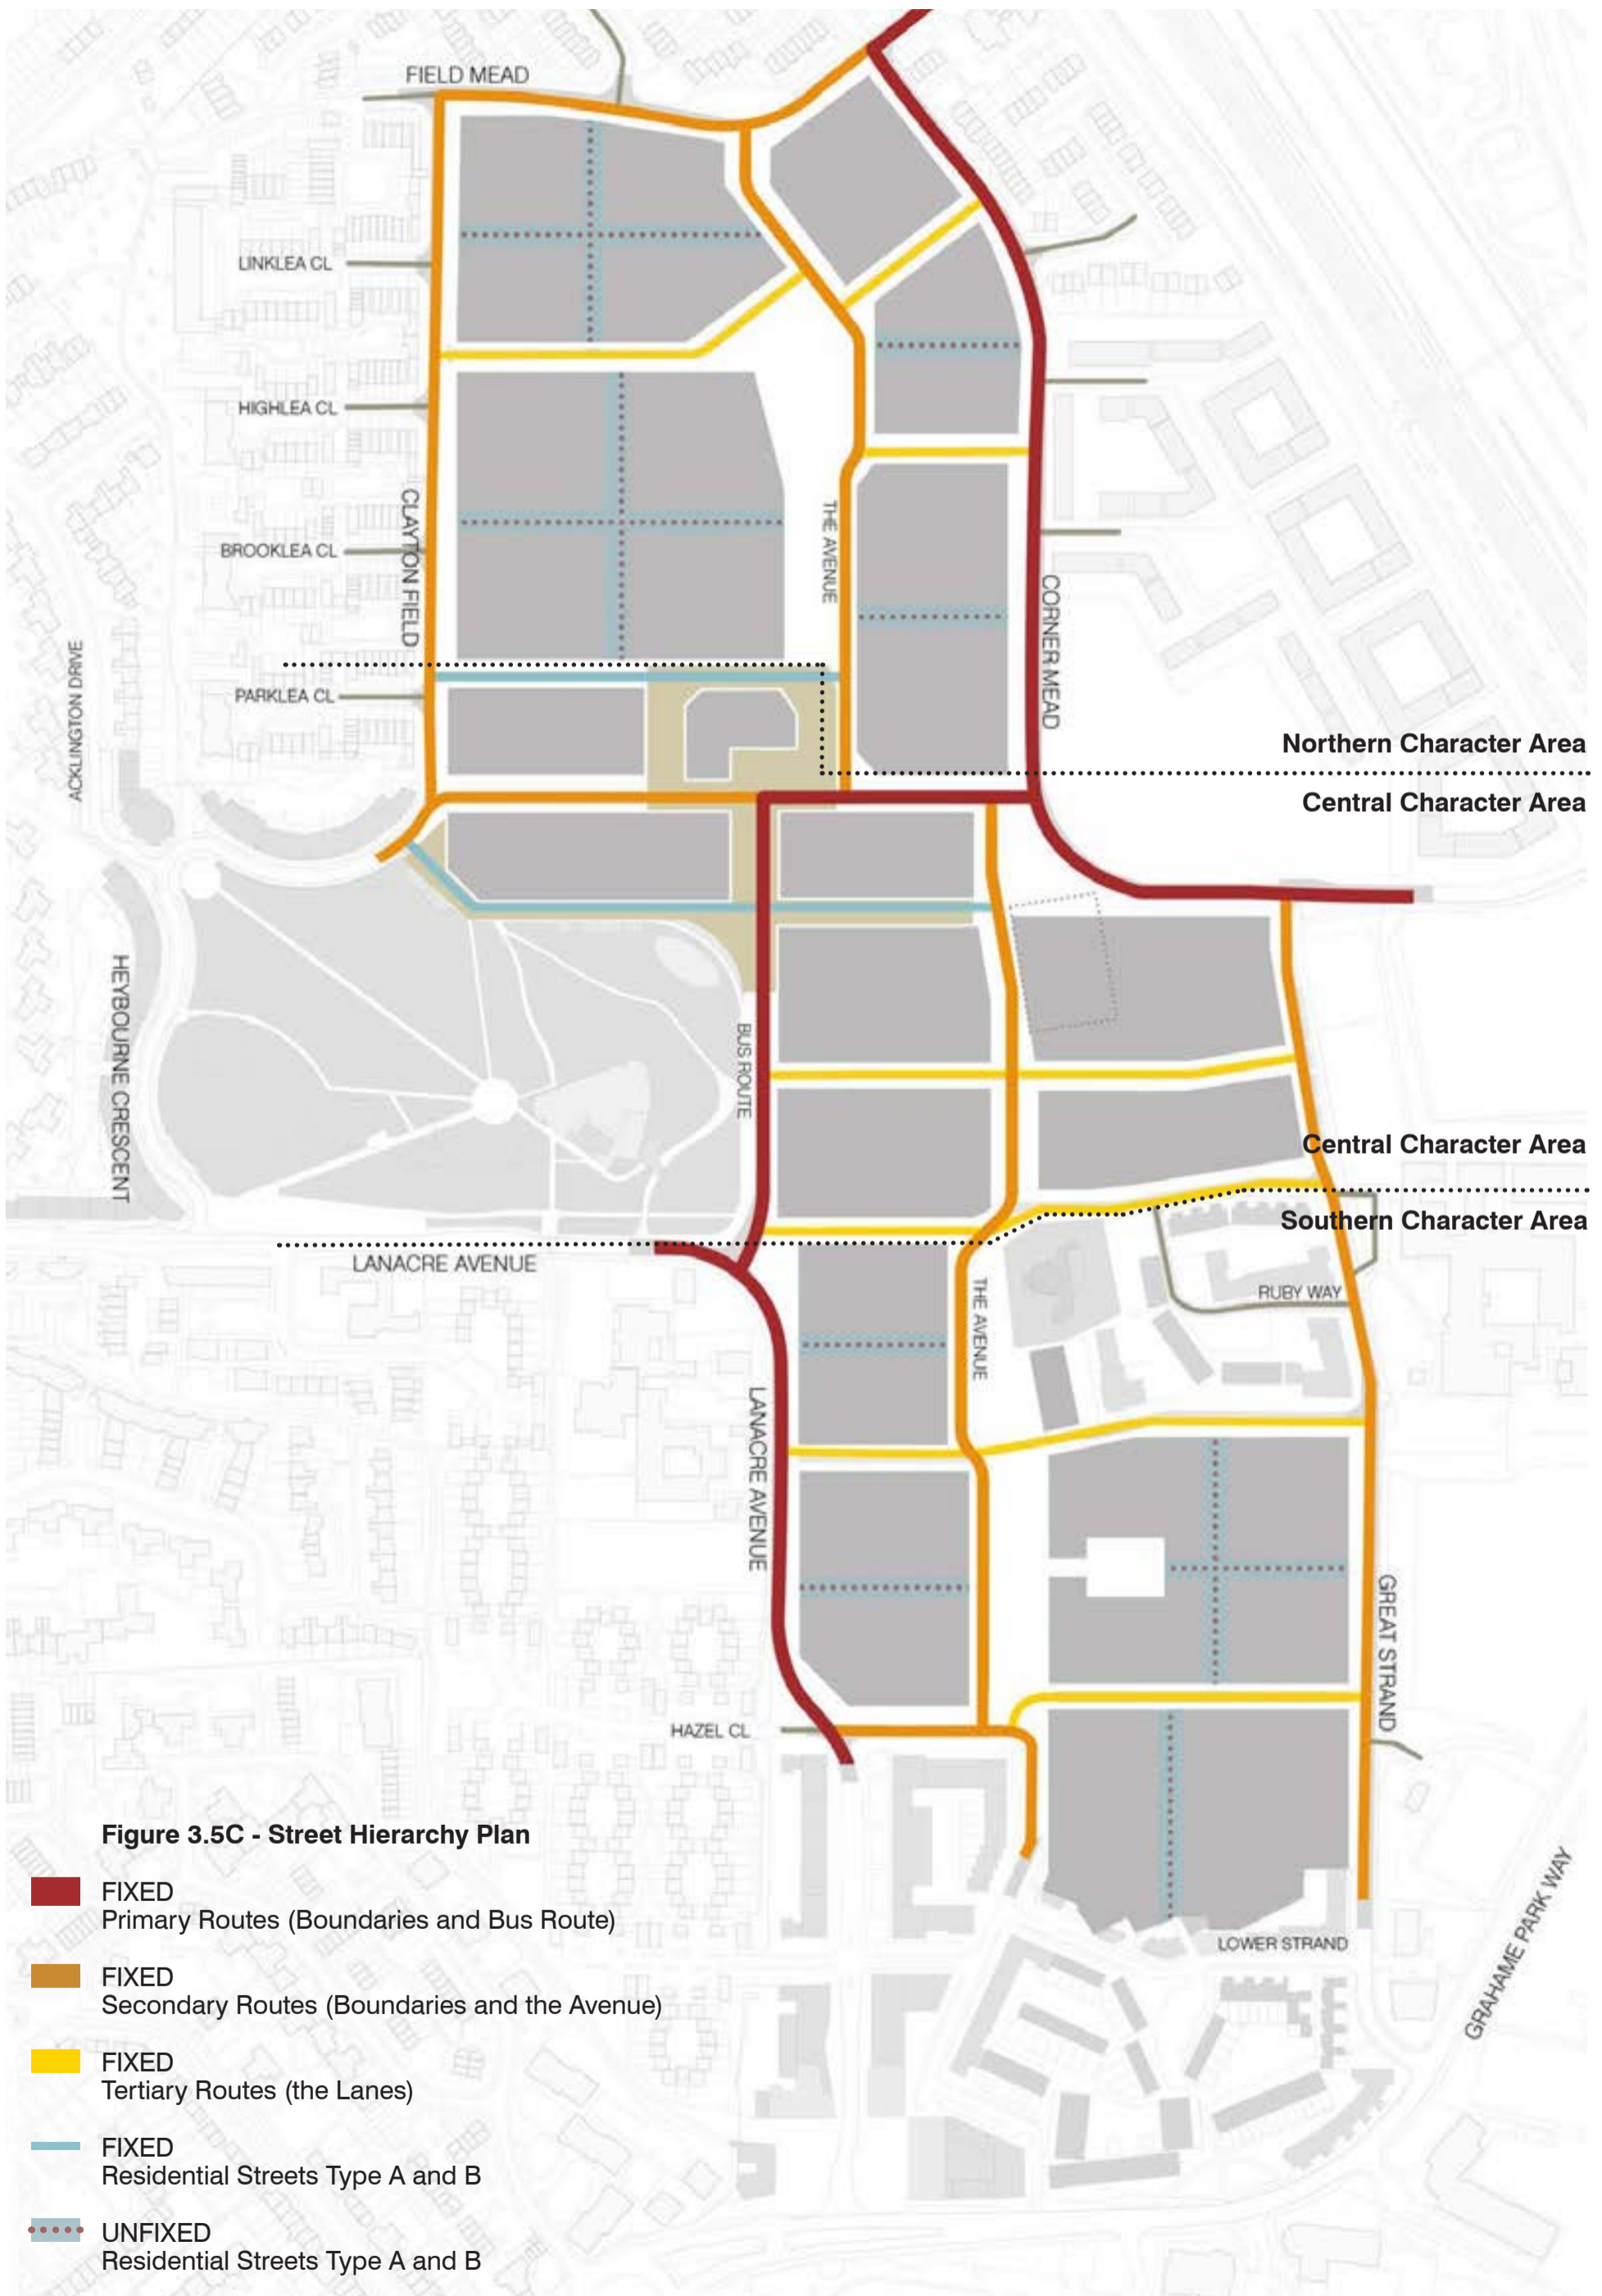 FIELD MEAD
LINKLEA CL
HIGHLEA CL
CLAYTON FIELD
THE AVENUE
BROOKLEA CL
CORNER MEAD
ACKLINGTON DRIVE
PARKLEA CL
Northern Character Area
Central Character Area
HEYBOURNE CRESCENT
BUS ROUTE
Central Character Area
Southern Character Area
LANACRE AVENUE
RUBY WAY
THE AVENUE
LANACRE AVENUE
GREAT STRAND
HAZEL CL
LOWER STRAND
GRAHAME PARK WAY
Figure 3.5C - Street Hierarchy Plan
FIXED
Primary Routes (Boundaries and Bus Route)
FIXED
Secondary Routes (Boundaries and the Avenue)
FIXED
Tertiary Routes (the Lanes)
FIXED
Residential Streets Type A and B
UNFIXED
Residential Streets Type A and B